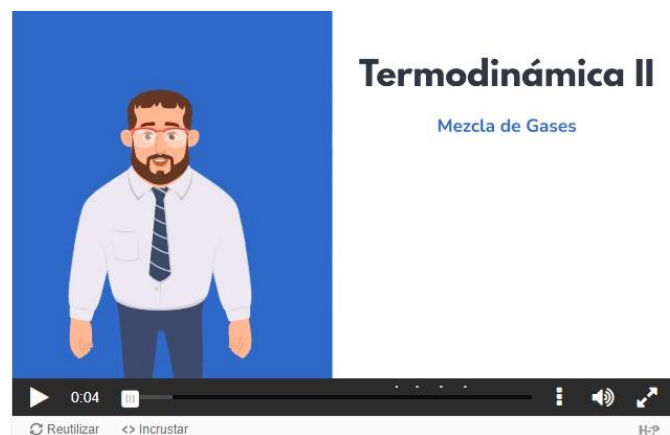 Termodinámica II
Mezcla de Gases
0:04
Reutilizar <> Incrustar H-P